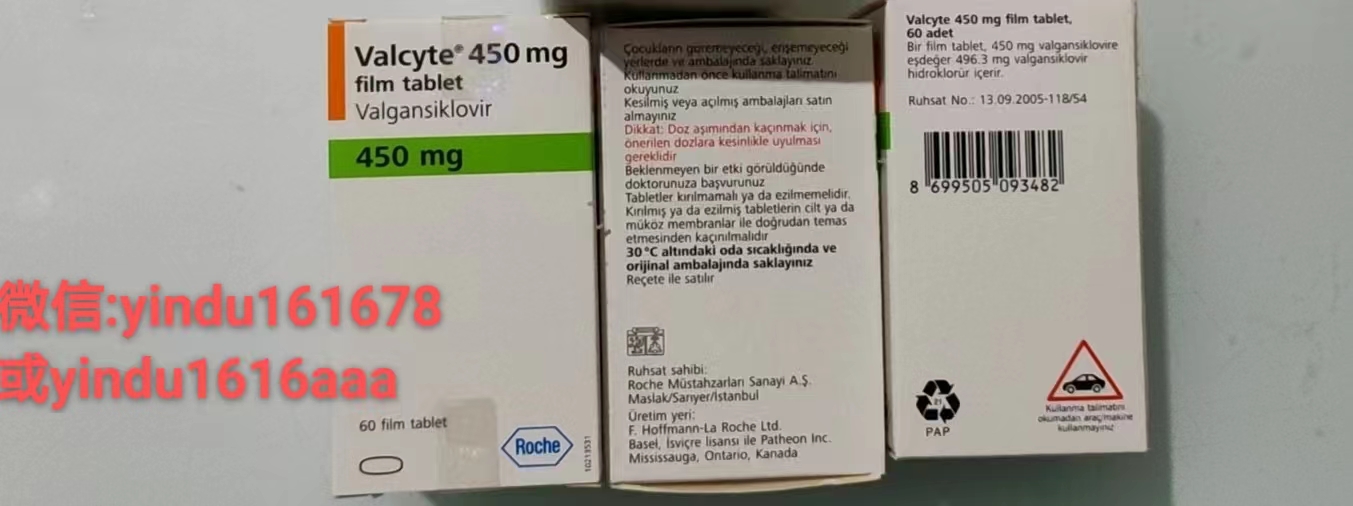 Valcyte® 450 mg
film tablet
Valgansiklovir
450 mg
60 film tablet
Roche
10213531
Çocukların göremeyeceği, erişemeyeceği
yerlerde ve ambalajında saklayınız
Kullanmadan önce kullanma talimatını
okuyunuz
Kesilmiş veya açılmış ambalajları satın
almayınız
Dikkat: Doz aşımından kaçınmak için,
önerilen dozlara kesinlikle uyulması
gereklidir
Beklenmeyen bir etki görüldüğünde
doktorunuza başvurunuz
Tabletler kırılmamalı ya da ezilmemelidir.
Kırılmış ya da ezilmiş tabletlerin cilt ya da
müköz membranlar ile doğrudan temas
etmesinden kaçınılmalıdır
30 °C altındaki oda sıcaklığında ve
orijinal ambalajında saklayınız
Reçete ile satılır
Ruhsat sahibi:
Roche Müstahzarları Sanayi A.Ş.
Maslak/Sarıyer/İstanbul
Üretim yeri:
F. Hoffmann-La Roche Ltd.
Basel, İsviçre lisansı ile Patheon Inc.
Mississauga, Ontario, Kanada
Valcyte 450 mg film tablet,
60 adet
Bir film tablet, 450 mg valgansiklovire
eşdeğer 496.3 mg valgansiklovir
hidroklorür içerir.
Ruhsat No.: 13.09.2005-118/54
8 699505 093482
21
PAP
Kullanma talimatını
okumadan araç/makine
kullanmayınız
微信:yindu161678
或yindu1616aaa